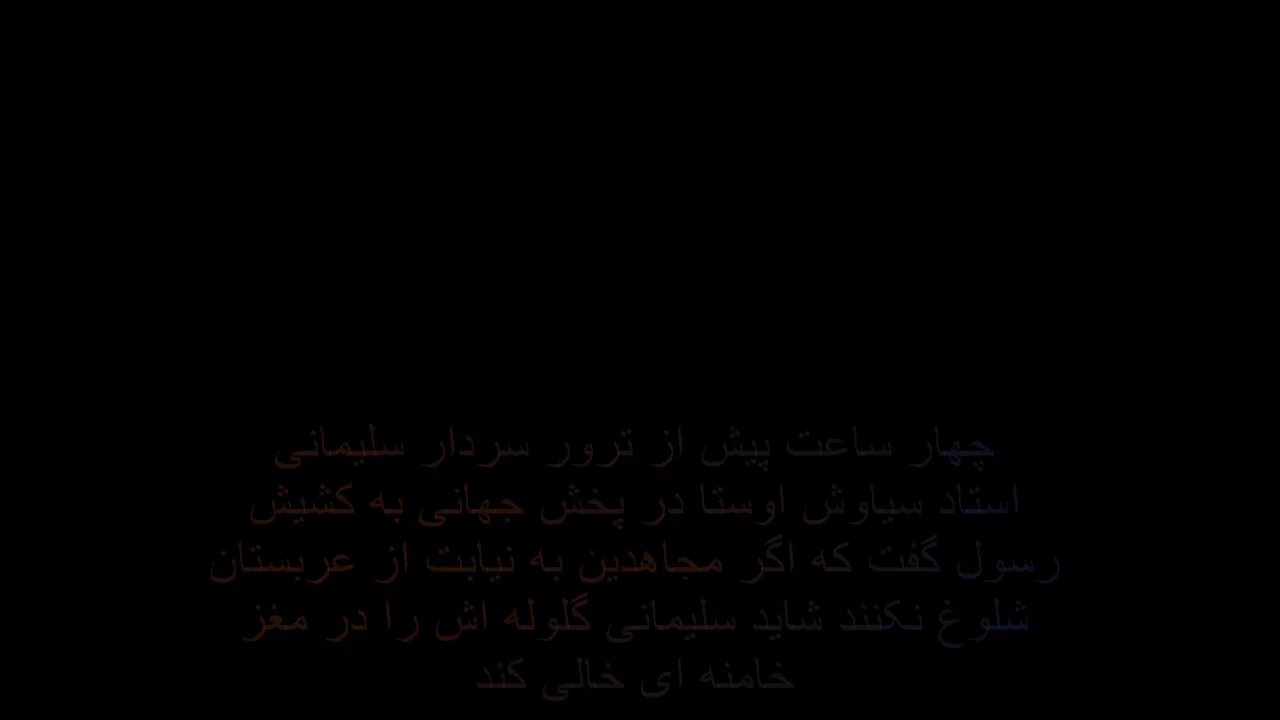 چهار ساعت پیش از ترور سردار سلیمانی
استاد سیاوش اوستا در پخش جهانی به کشیش
رسول گفت که اگر مجاهدین به نیابت از عربستان
شلوغ نکنند شاید سلیمانی گلوله اش را در مغز
خامنه ای خالی کند